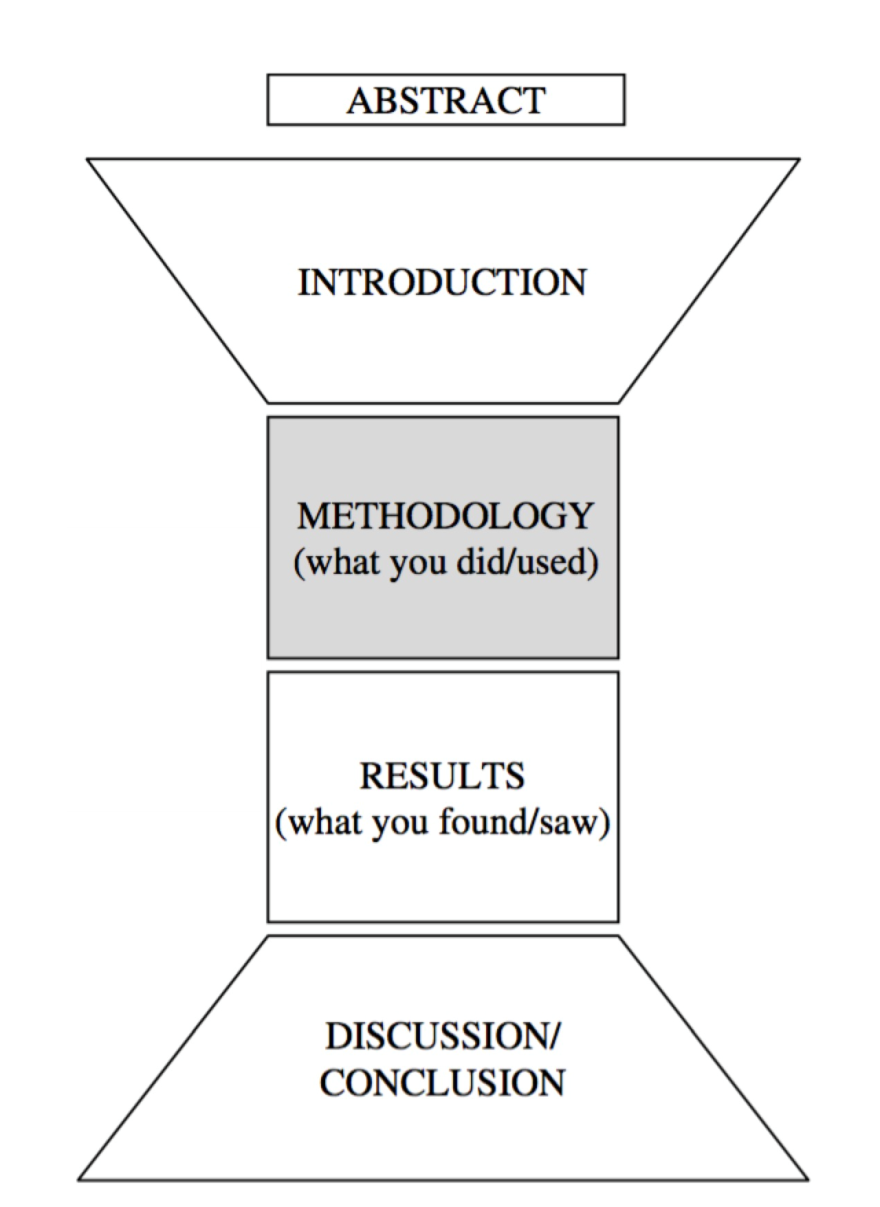 ABSTRACT
INTRODUCTION
METHODOLOGY
(what you did/used)
RESULTS
(what you found/saw)
DISCUSSION/
CONCLUSION